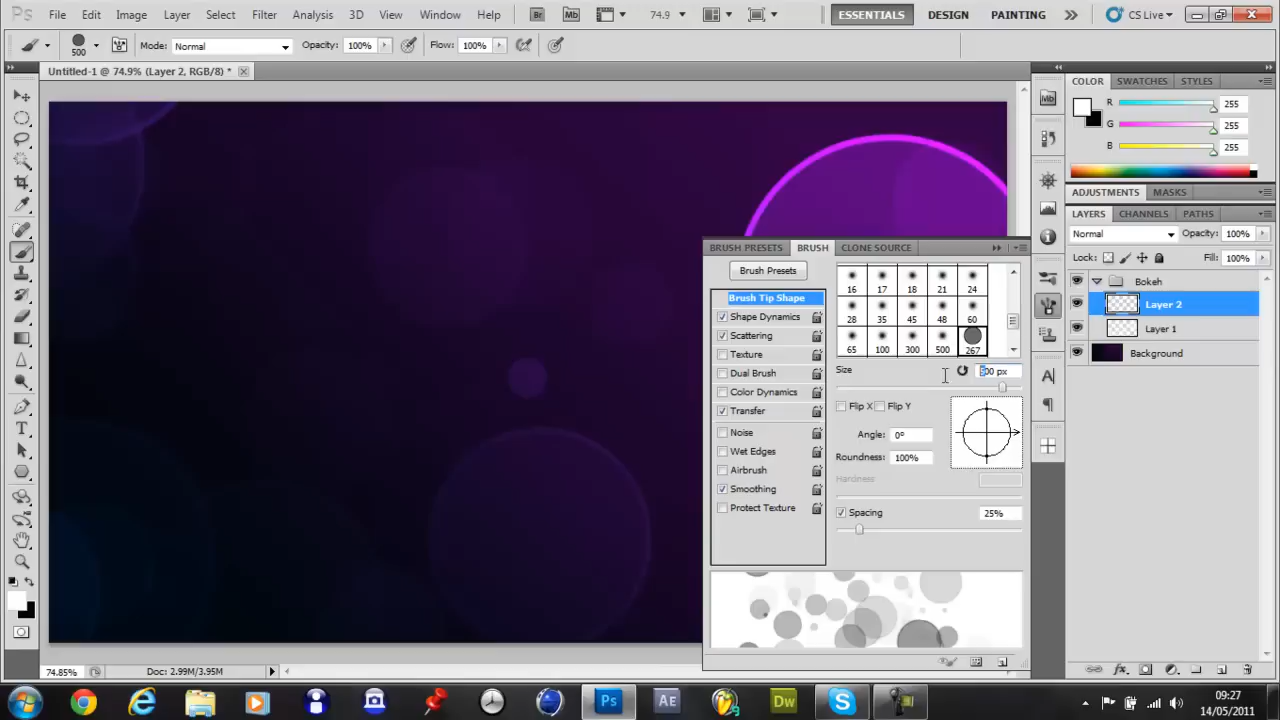 Ps File Edit Image Layer Select Filter Analysis 3D View Window Help Br Mb 74.9 ESSENTIALS DESIGN PAINTING CS Live
500 Mode: Normal Opacity: 100% Flow: 100%
Untitled-1 @ 74.9% (Layer 2, RGB/8) *
COLOR SWATCHES STYLES
Mb
R 255
G 255
B 255
ADJUSTMENTS MASKS
LAYERS CHANNELS PATHS
Normal Opacity: 100%
Lock: Fill: 100%
Bokeh
Layer 2
Layer 1
Background
BRUSH PRESETS BRUSH CLONE SOURCE
Brush Presets
Brush Tip Shape
Shape Dynamics
Scattering
Texture
Dual Brush
Color Dynamics
Transfer
Noise
Wet Edges
Airbrush
Smoothing
Protect Texture
16 17 18 21 24
28 35 45 48 60
65 100 300 500 267
Size 500 px
Flip X Flip Y
Angle: 0°
Roundness: 100%
Hardness
Spacing 25%
74.85% Doc: 2.99M/3.95M
Ps AE Dw
09:27
14/05/2011